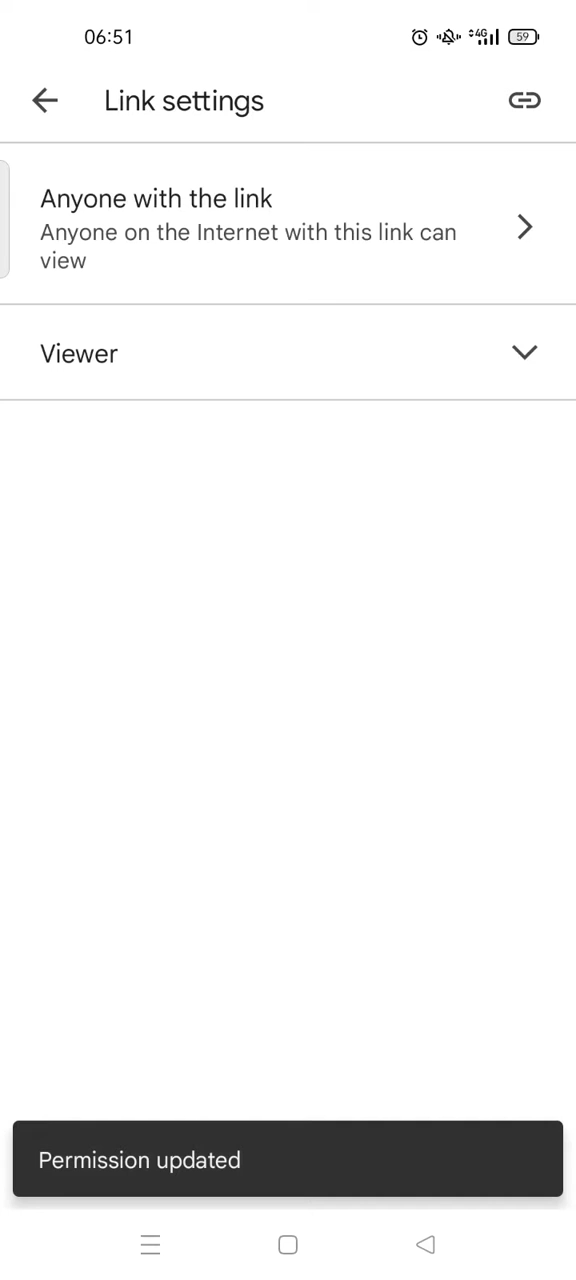 06:51
4G
59
Link settings
Anyone with the link
Anyone on the Internet with this link can
view
Viewer
Permission updated